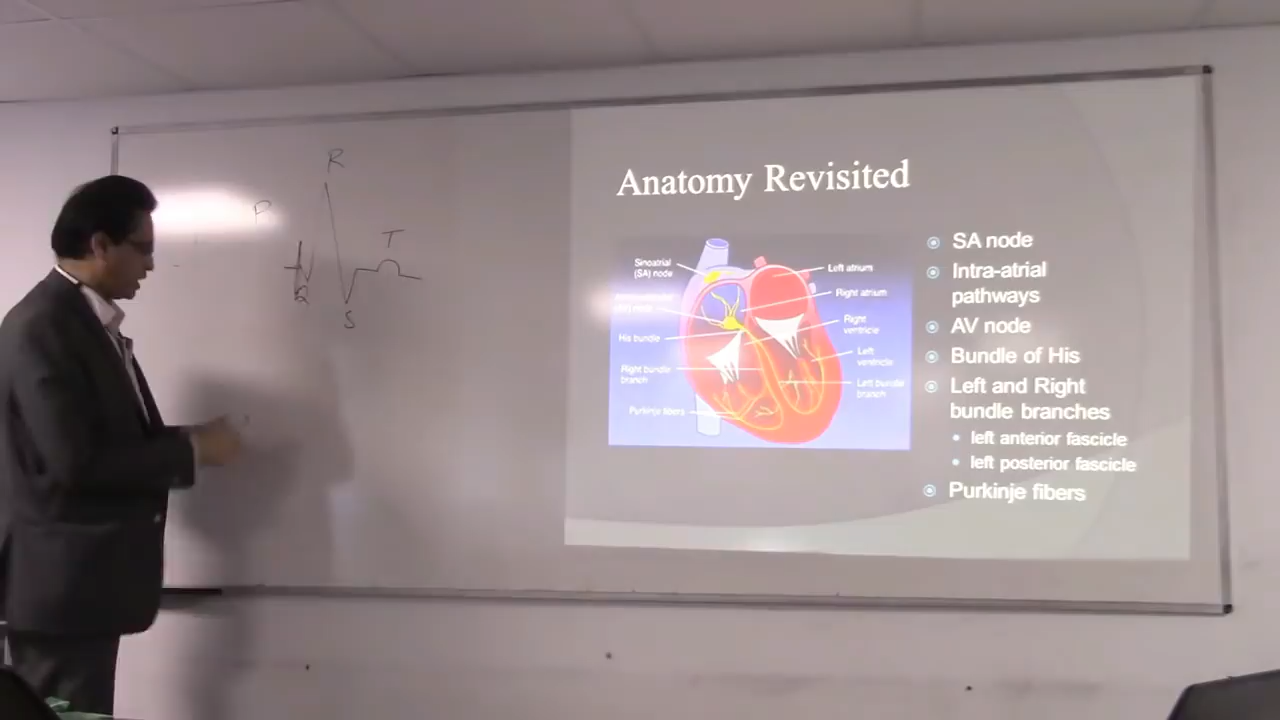 R
P
T
S
Anatomy Revisited
Sinoatrial
(SA) node
His bundle
Right bundle
branch
Purkinje fibers
Left atrium
Right atrium
Right
ventricle
Left
ventricle
Left bundle
branch
SA node
Intra-atrial
pathways
AV node
Bundle of His
Left and Right
bundle branches
left anterior fascicle
left posterior fascicle
Purkinje fibers